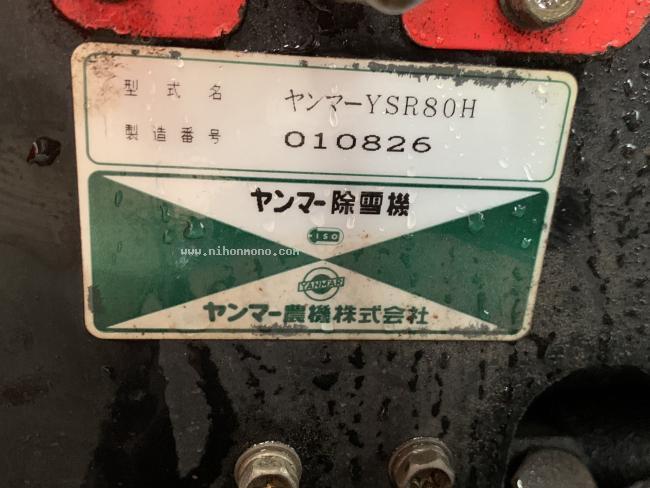 型式名 ヤンマーYSR80H
製造番号 010826
ヤンマー除雪機
ISO
www.nihonmono.com
YANMAR
ヤンマー農機株式会社